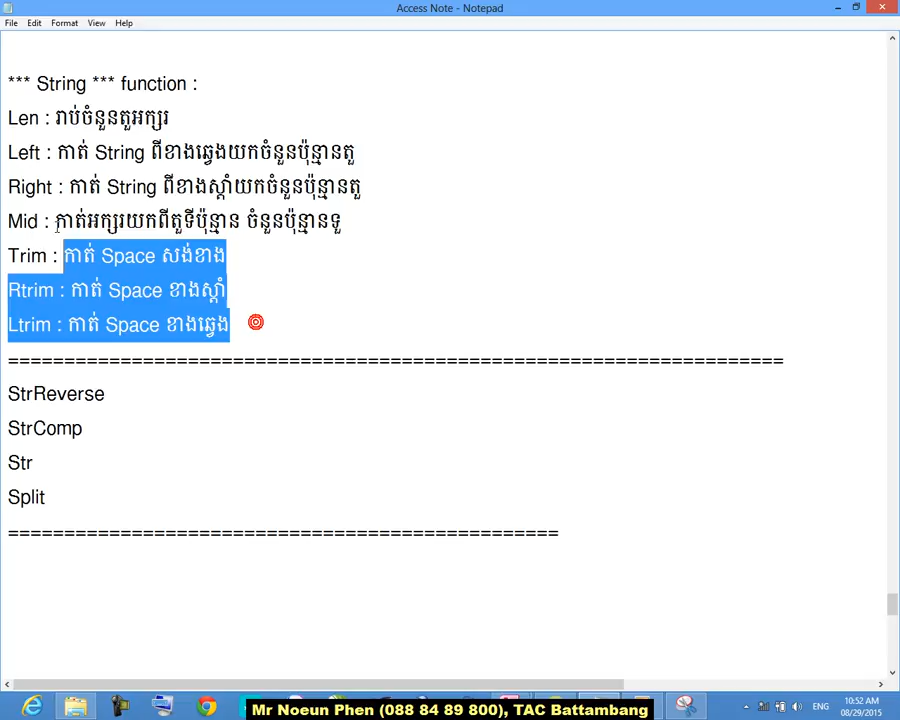 Access Note - Notepad
File Edit Format View Help
*** String *** function :
Len : រាប់ចំនួនតួអក្សរ
Left : កាត់ String ពីខាងឆ្វេងយកចំនួនប៉ុន្មានតួ
Right : កាត់ String ពីខាងស្តាំយកចំនួនប៉ុន្មានតួ
Mid : កាត់អក្សរយកពីតួទីប៉ុន្មាន ចំនួនប៉ុន្មានទួ
Trim : កាត់ Space សង់ខាង
Rtrim : កាត់ Space ខាងស្តាំ
Ltrim : កាត់ Space ខាងឆ្វេង
=====================================================================
StrReverse
StrComp
Str
Split
=================================================
ENG
10:52 AM
08/29/2015
Mr Noeun Phen (088 84 89 800), TAC Battambang